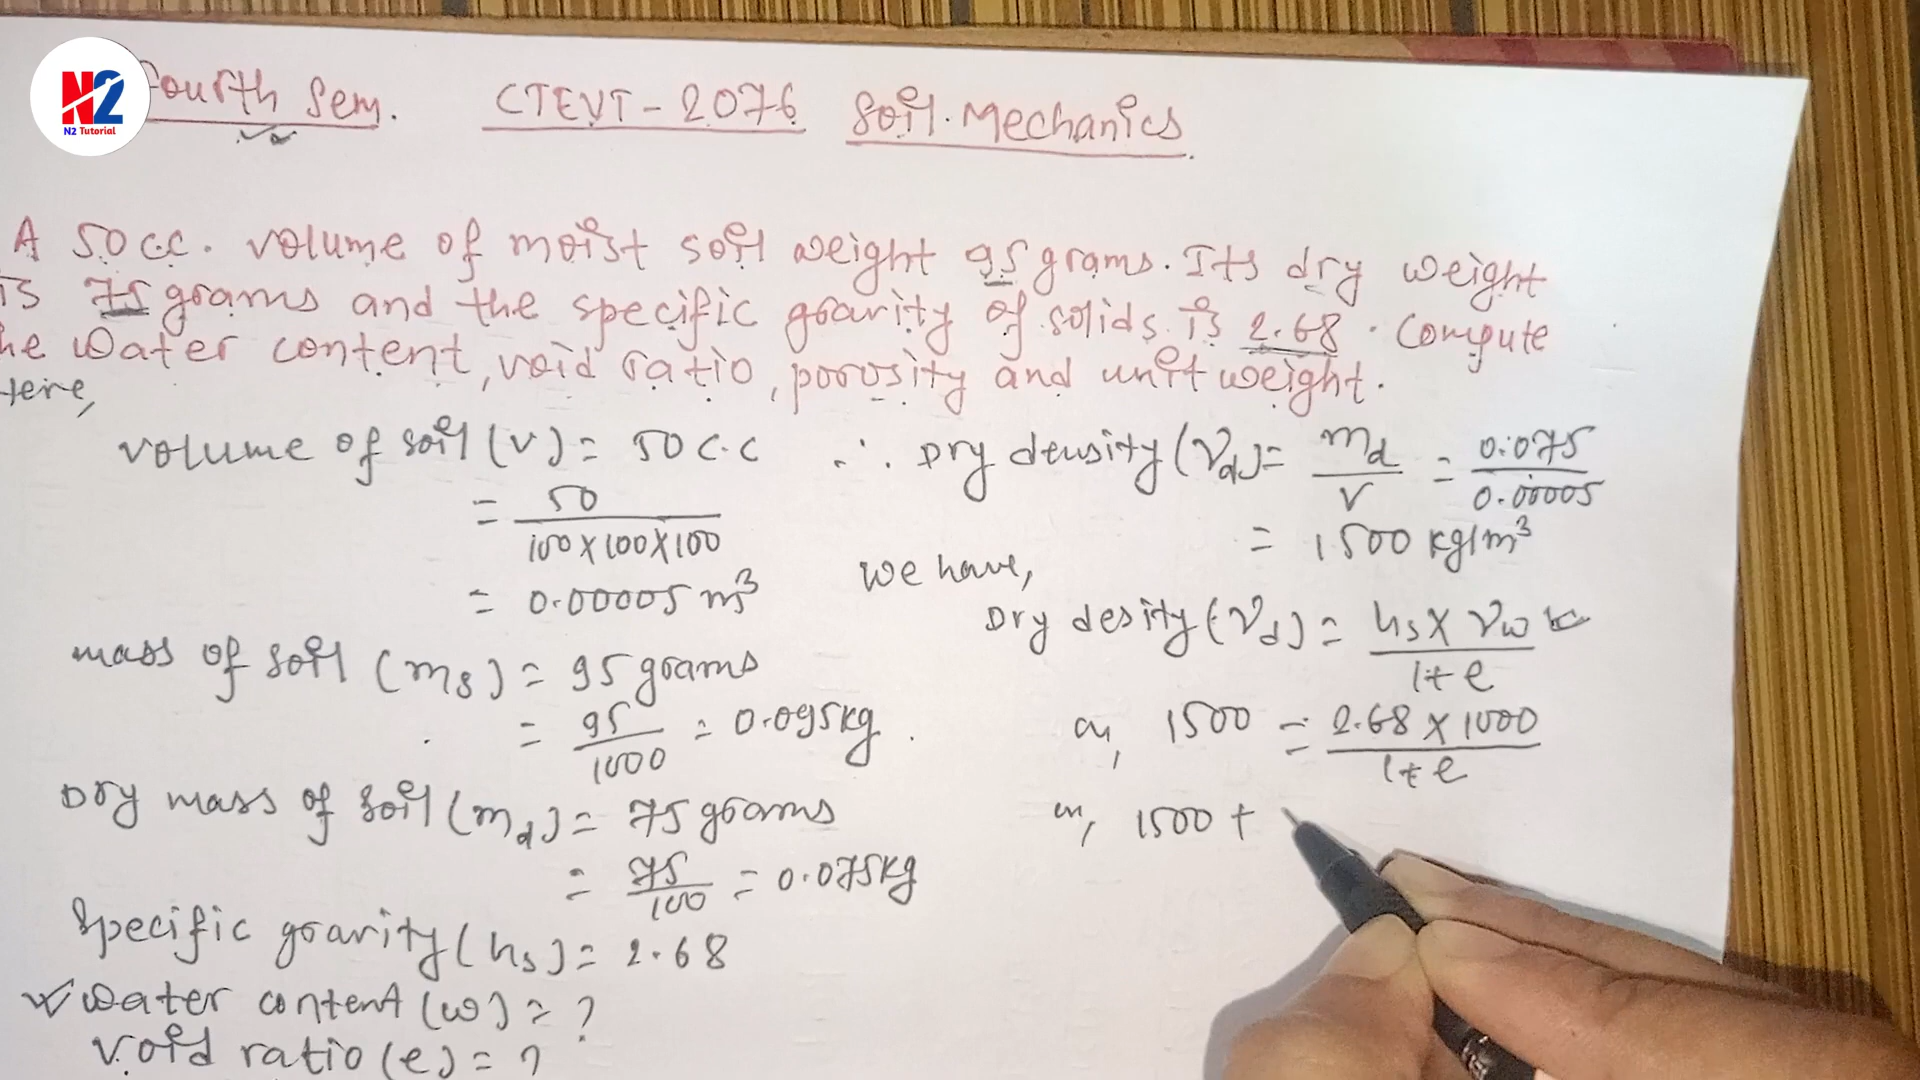 N2
N2 Tutorial
Fourth Sem. CTEVT - 2076 Soil Mechanics
A 50 c.c. volume of moist soil weight 95 grams. Its dry weight
is 75 grams and the specific gravity of solids is 2.68. Compute
he water content, void ratio, porosity and unit weight.
Here,
volume of soil (v) = 50 c.c
= 50 / 100 x 100 x 100
= 0.00005 m³
mass of soil (ms) = 95 grams
= 95 / 1000 = 0.095 kg.
Dry mass of soil (md) = 75 grams
= 75 / 100 = 0.075 kg
Specific gravity (hs) = 2.68
water content (w) = ?
void ratio (e) = ?
∴ Dry density (γd) = md / v = 0.075 / 0.00005
= 1500 kg/m³
we have,
Dry desity (γd) = hs x γw / 1 + e
or, 1500 = 2.68 x 1000 / 1 + e
or, 1500 +